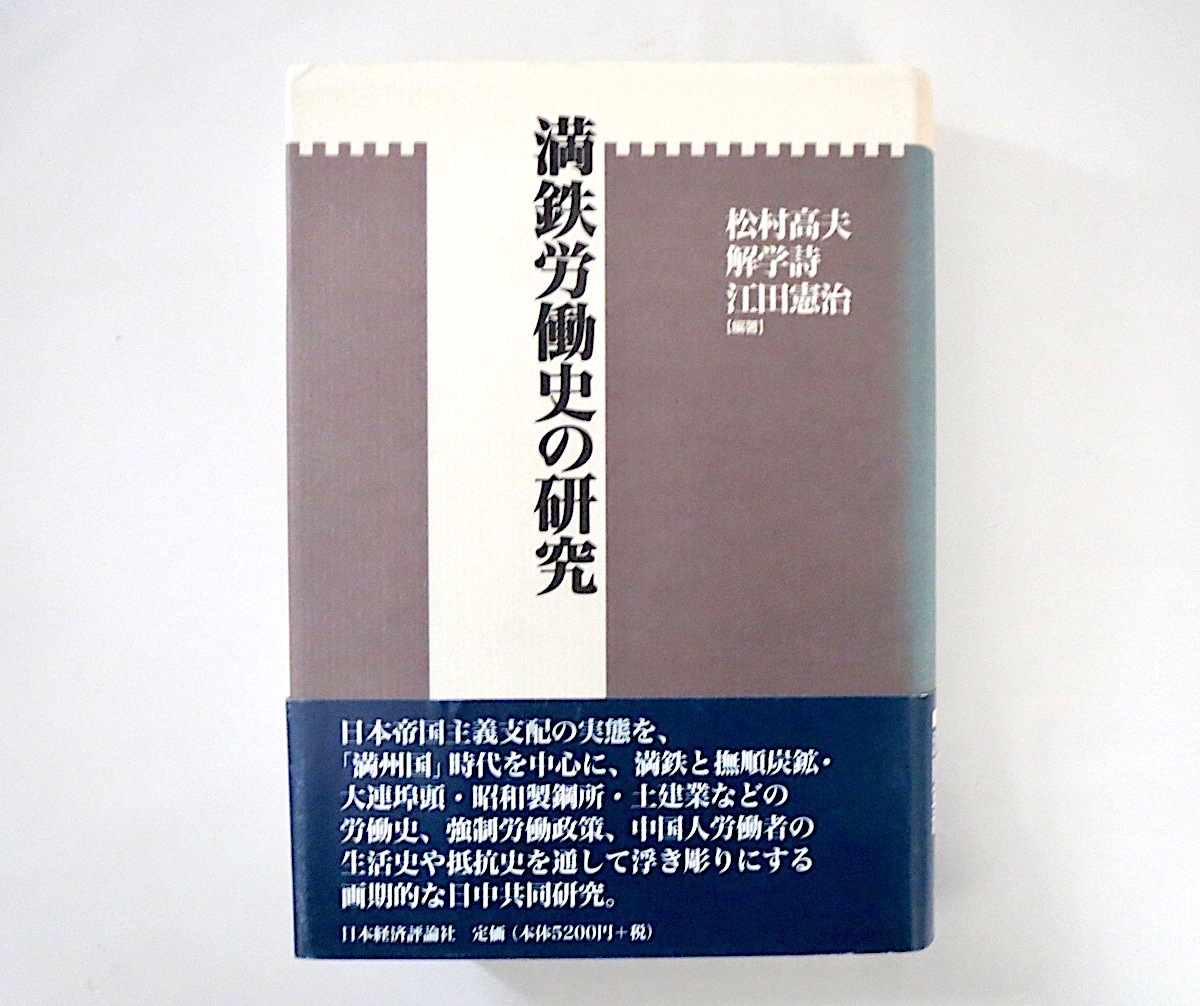 満鉄労働史の研究
松村高夫
解学詩
江田憲治
[編著]
日本帝国主義支配の実態を、
「満州国」時代を中心に、満鉄と撫順炭鉱・
大連埠頭・昭和製鋼所・土建業などの
労働史、強制労働政策、中国人労働者の
生活史や抵抗史を通して浮き彫りにする
画期的な日中共同研究。
日本経済評論社 定価(本体5200円+税)